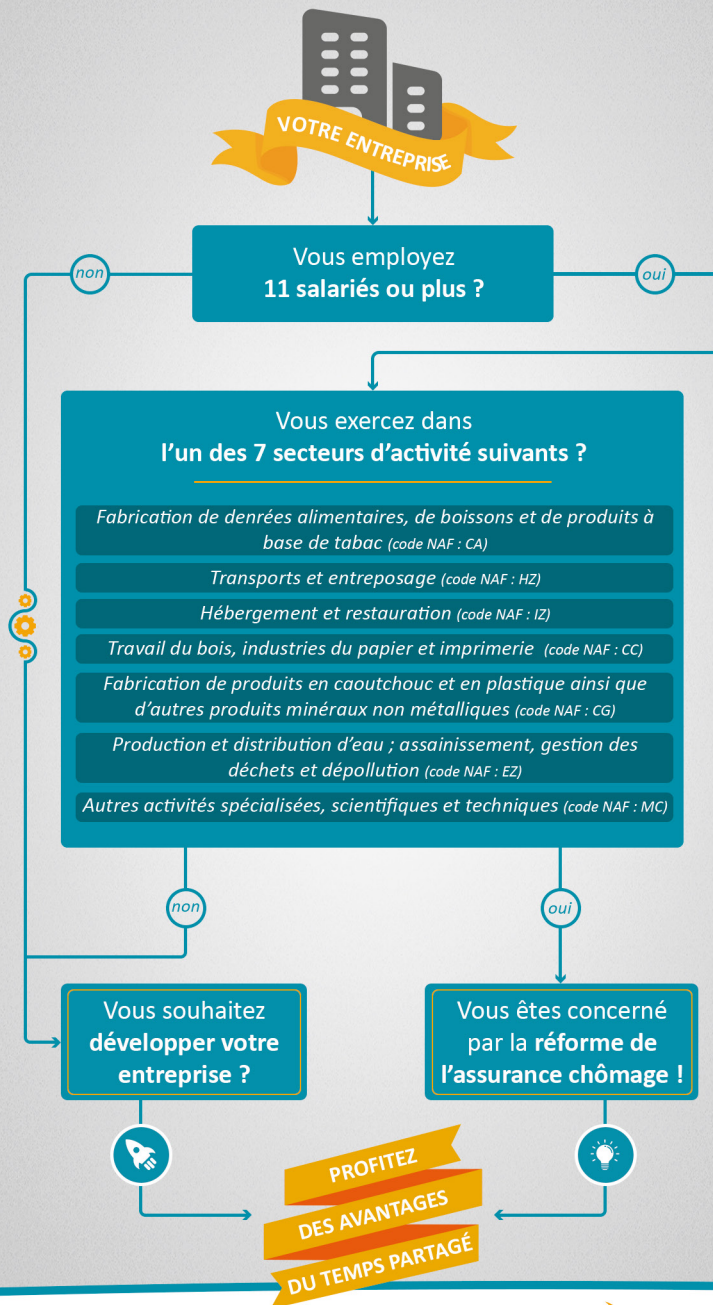 VOTRE ENTREPRISE
Vous employez
11 salariés ou plus ?
non
oui
Vous exercez dans
l'un des 7 secteurs d'activité suivants ?
Fabrication de denrées alimentaires, de boissons et de produits à
base de tabac (code NAF : CA)
Transports et entreposage (code NAF : HZ)
Hébergement et restauration (code NAF : IZ)
Travail du bois, industries du papier et imprimerie (code NAF : CC)
Fabrication de produits en caoutchouc et en plastique ainsi que
d'autres produits minéraux non métalliques (code NAF : CG)
Production et distribution d'eau ; assainissement, gestion des
déchets et dépollution (code NAF : EZ)
Autres activités spécialisées, scientifiques et techniques (code NAF : MC)
non
oui
Vous souhaitez
développer votre
entreprise ?
Vous êtes concerné
par la réforme de
l'assurance chômage !
PROFITEZ
DES AVANTAGES
DU TEMPS PARTAGÉ